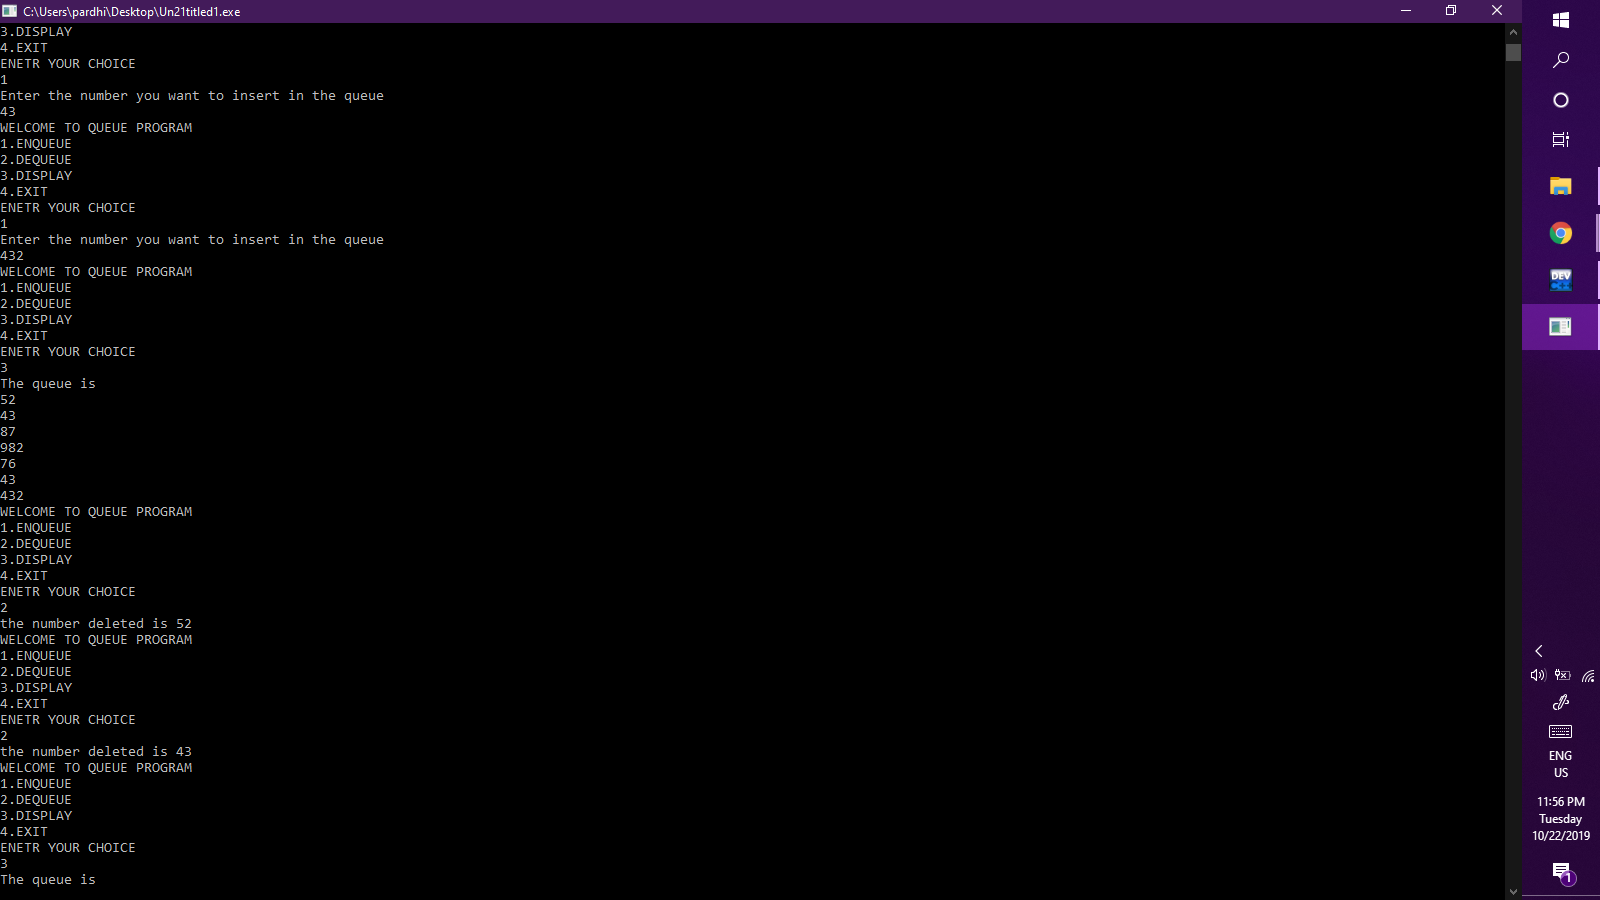 C:\Users\pardhi\Desktop\Un21titled1.exe
3.DISPLAY
4.EXIT
ENETR YOUR CHOICE
1
Enter the number you want to insert in the queue
43
WELCOME TO QUEUE PROGRAM
1.ENQUEUE
2.DEQUEUE
3.DISPLAY
4.EXIT
ENETR YOUR CHOICE
1
Enter the number you want to insert in the queue
432
WELCOME TO QUEUE PROGRAM
1.ENQUEUE
2.DEQUEUE
3.DISPLAY
4.EXIT
ENETR YOUR CHOICE
3
The queue is
52
43
87
982
76
43
432
WELCOME TO QUEUE PROGRAM
1.ENQUEUE
2.DEQUEUE
3.DISPLAY
4.EXIT
ENETR YOUR CHOICE
2
the number deleted is 52
WELCOME TO QUEUE PROGRAM
1.ENQUEUE
2.DEQUEUE
3.DISPLAY
4.EXIT
ENETR YOUR CHOICE
2
the number deleted is 43
WELCOME TO QUEUE PROGRAM
1.ENQUEUE
2.DEQUEUE
3.DISPLAY
4.EXIT
ENETR YOUR CHOICE
3
The queue is
DEV
C++
ENG
US
11:56 PM
Tuesday
10/22/2019
1